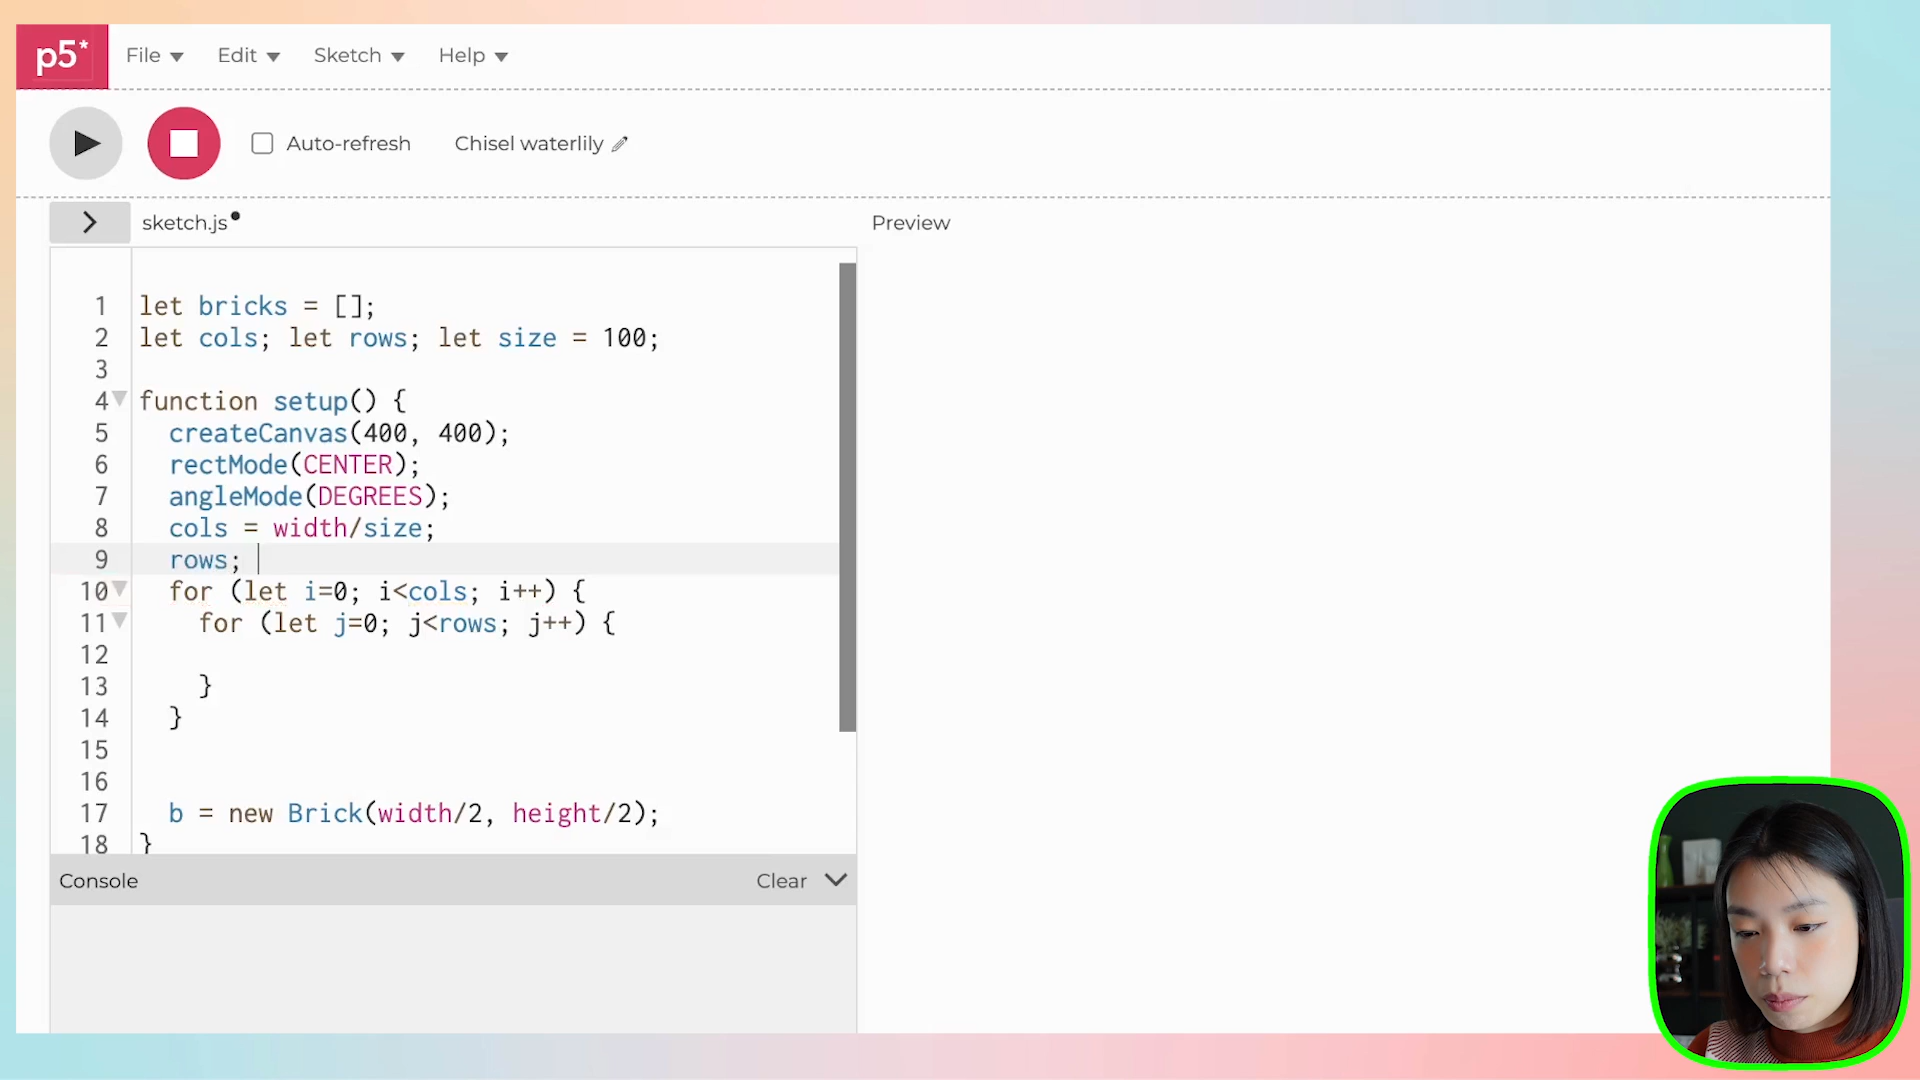 p5* File Edit Sketch Help
Auto-refresh Chisel waterlily
sketch.js
Preview
1 let bricks = [];
2 let cols; let rows; let size = 100;
3
4 function setup() {
5 createCanvas(400, 400);
6 rectMode(CENTER);
7 angleMode(DEGREES);
8 cols = width/size;
9 rows;
10 for (let i=0; i<cols; i++) {
11 for (let j=0; j<rows; j++) {
12
13 }
14 }
15
16
17 b = new Brick(width/2, height/2);
18 }
Console Clear